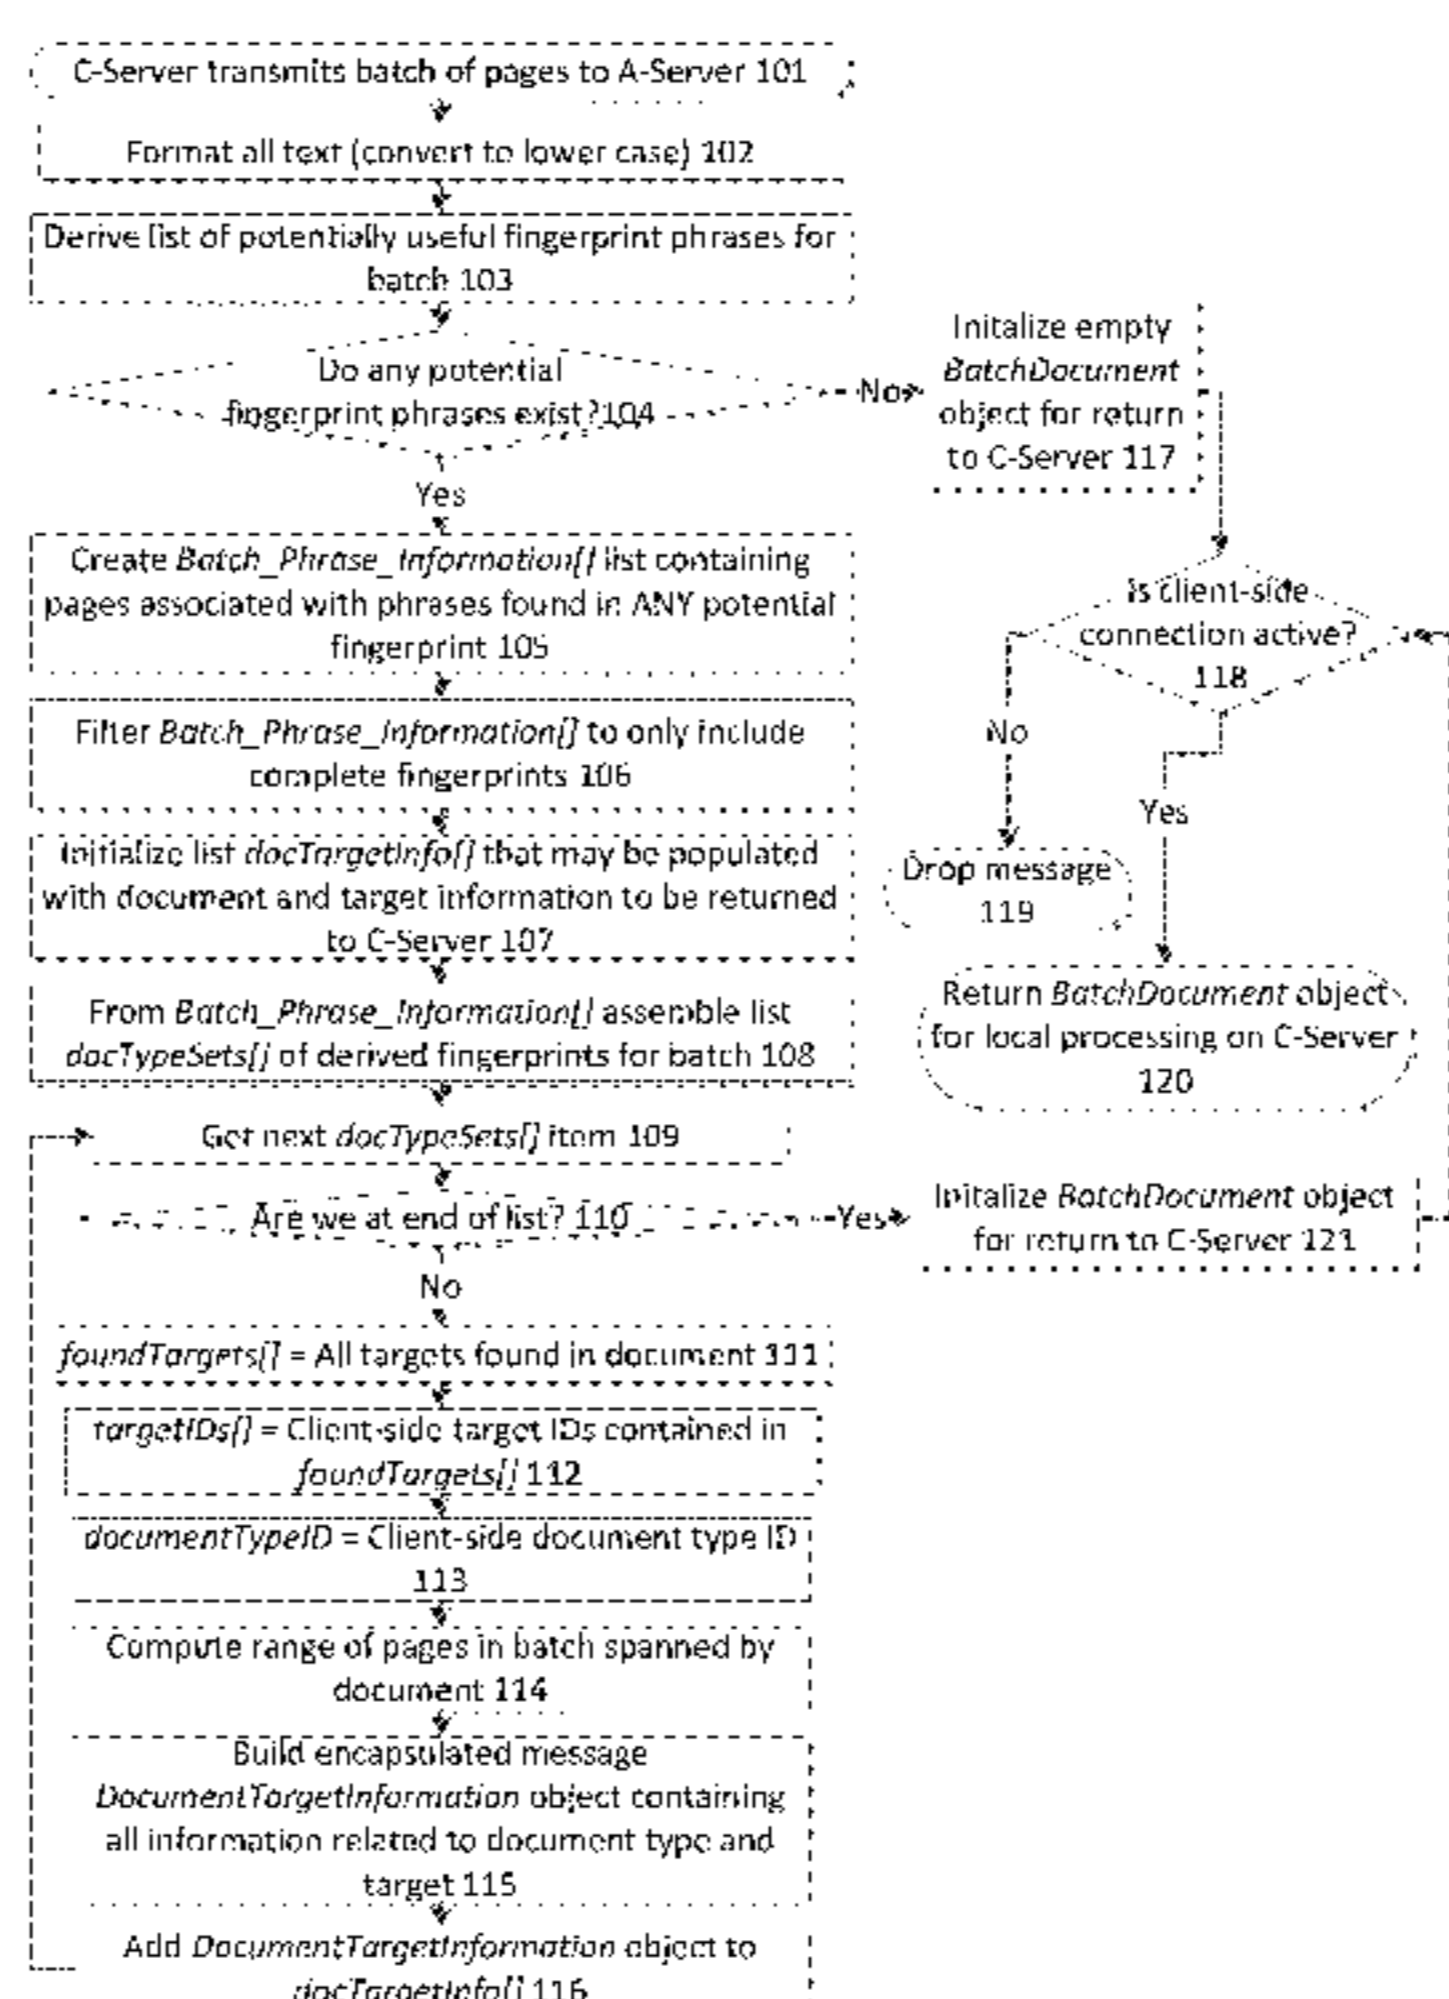 C-Server transmits batch of pages to A-Server 101
Format all text (convert to lower case) 102
Derive list of potentially useful fingerprint phrases for
batch 103
Do any potential
fingerprint phrases exist?104
No
Initalize empty
BatchDocument
object for return
to C-Server 117
Yes
Create Batch_Phrase_Information[] list containing
pages associated with phrases found in ANY potential
fingerprint 105
Is client-side
connection active?
118
Filter Batch_Phrase_Information[] to only include
complete fingerprints 106
No
Yes
Initialize list docTargetInfo[] that may be populated
with document and target information to be returned
to C-Server 107
Drop message
119
From Batch_Phrase_Information[] assemble list
docTypeSets[] of derived fingerprints for batch 108
Return BatchDocument object
for local processing on C-Server
120
Get next docTypeSets[] item 109
Are we at end of list? 110
Yes
Initalize BatchDocument object
for return to C-Server 121
No
foundTargets[] = All targets found in document 111
targetIDs[] = Client-side target IDs contained in
foundTargets[] 112
documentTypeID = Client-side document type ID
113
Compute range of pages in batch spanned by
document 114
Build encapsulated message
DocumentTargetInformation object containing
all information related to document type and
target 115
Add DocumentTargetInformation object to
docTargetInfo[] 116